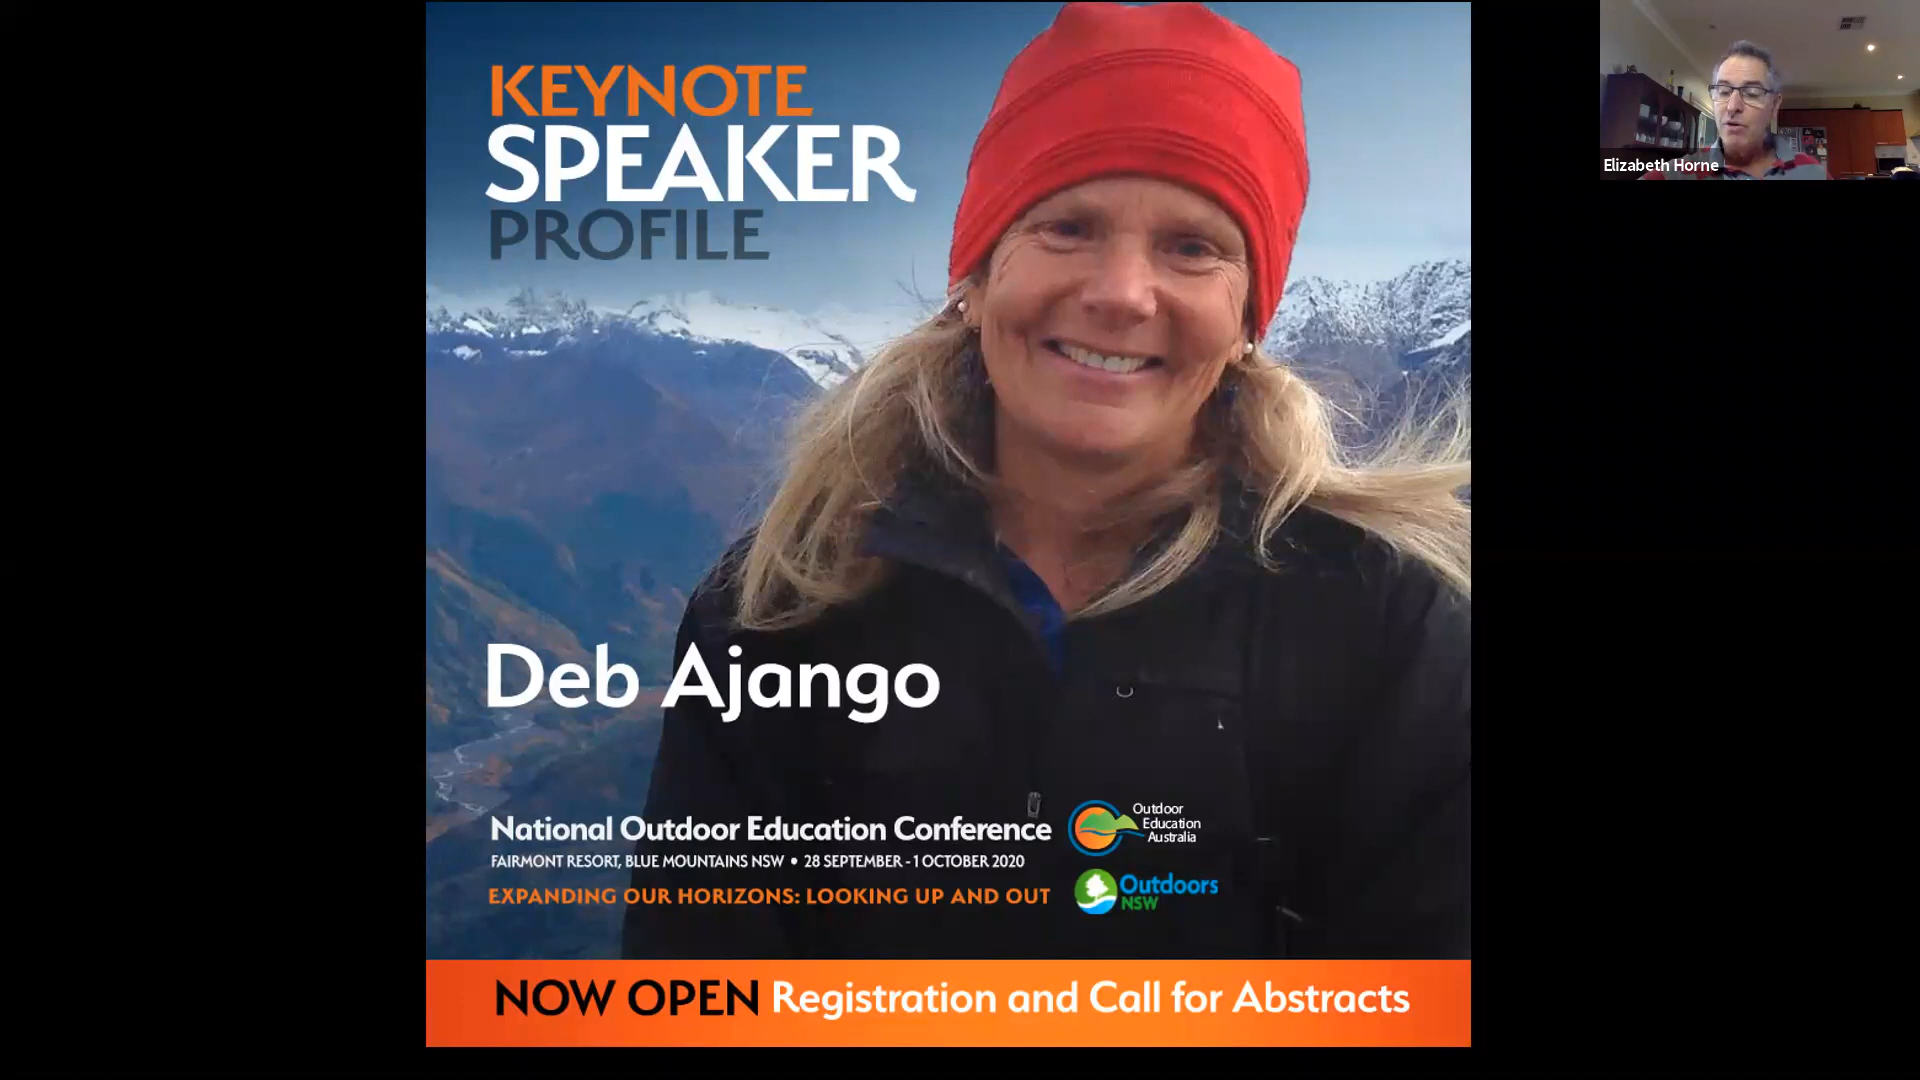 KEYNOTE
SPEAKER
PROFILE
Elizabeth Horne
Deb Ajango
National Outdoor Education Conference
FAIRMONT RESORT, BLUE MOUNTAINS NSW • 28 SEPTEMBER - 1 OCTOBER 2020
EXPANDING OUR HORIZONS: LOOKING UP AND OUT
Outdoor
Education
Australia
Outdoors
NSW
NOW OPEN Registration and Call for Abstracts